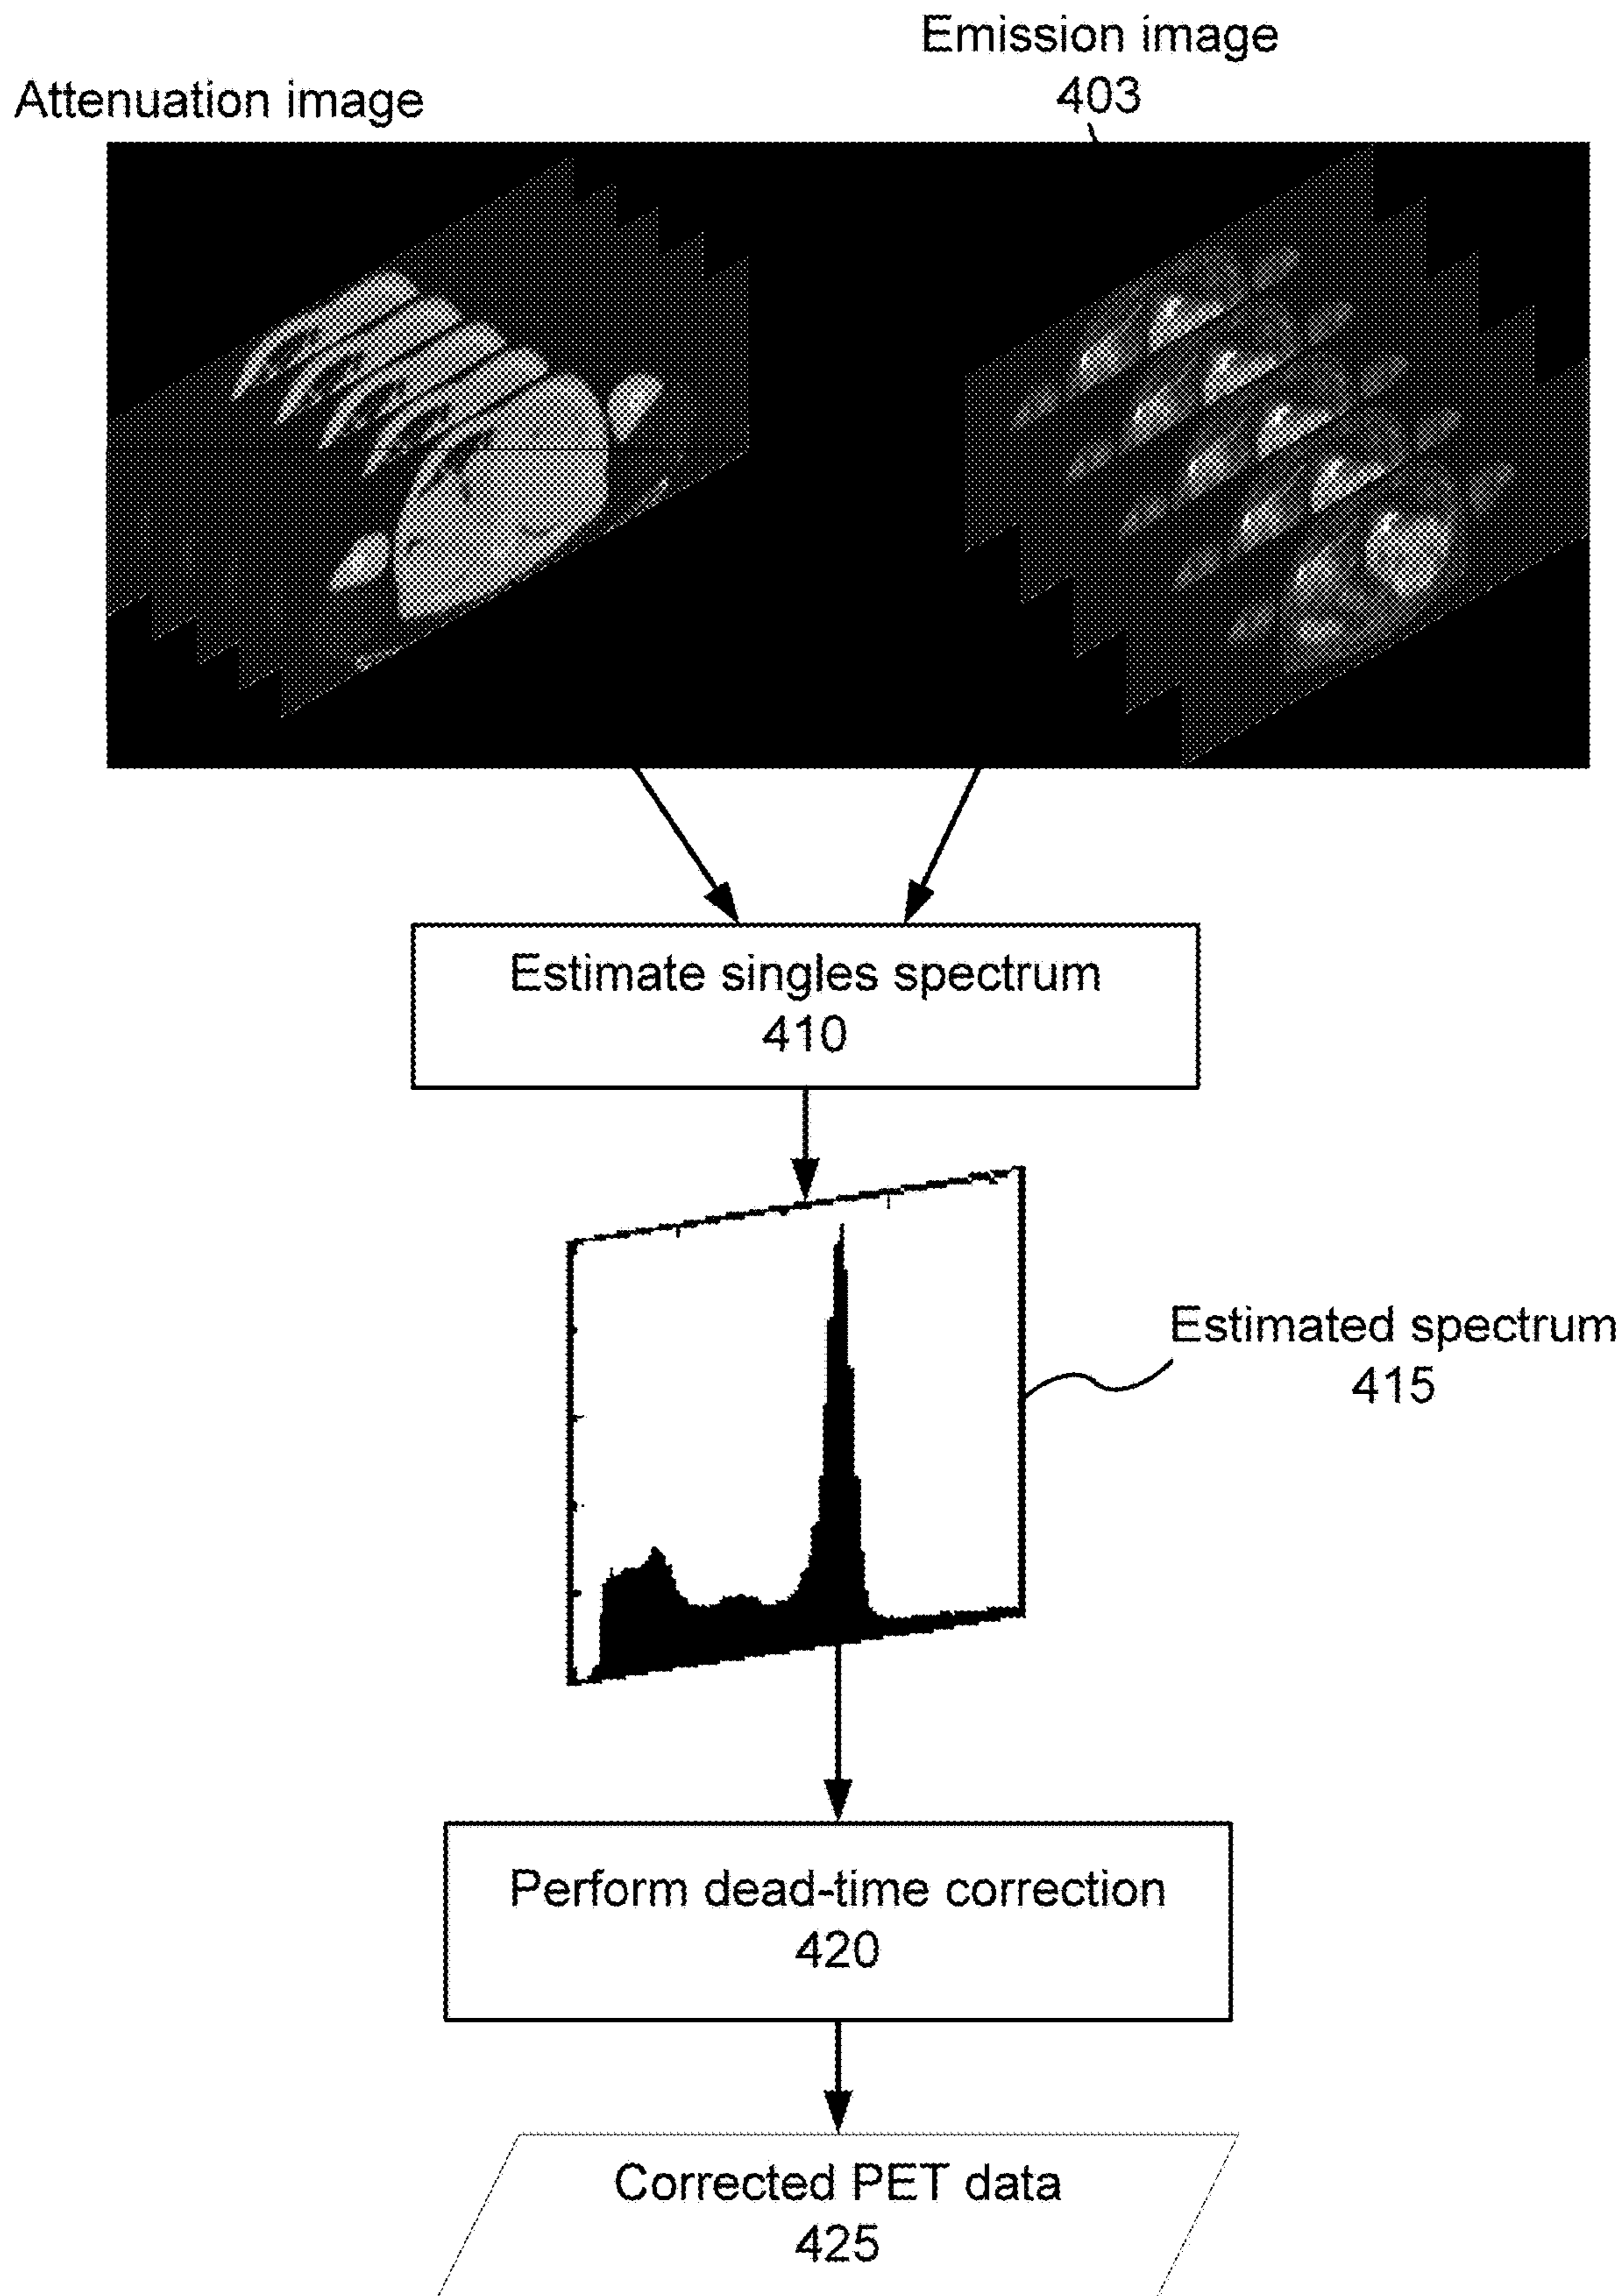 Attenuation image
Emission image
403
Estimate singles spectrum
410
Estimated spectrum
415
Perform dead-time correction
420
Corrected PET data
425